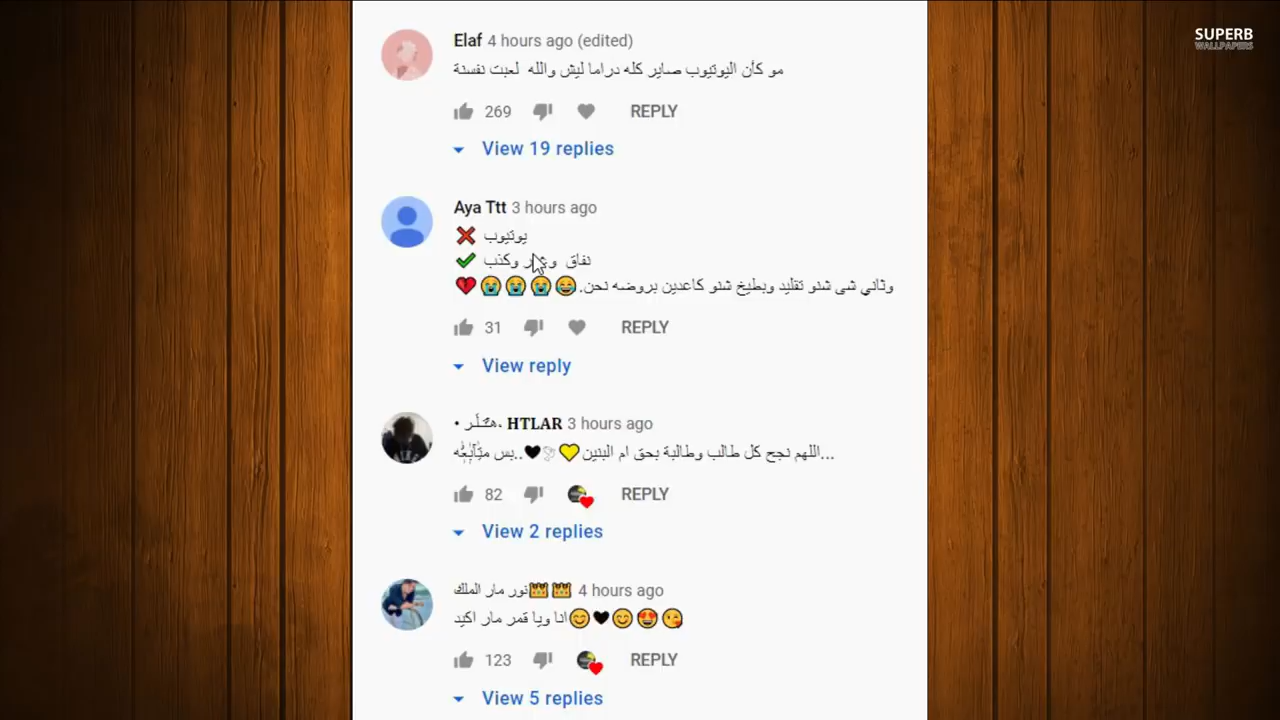 SUPERB
WALLPAPERS
Elaf 4 hours ago (edited)
مو كأن اليوتيوب صاير كله دراما ليش والله لعبت نفسنة
269 REPLY
View 19 replies
Aya Ttt 3 hours ago
❌ يوتيوب
✔ نفاق وكذب
وثاني شى شنو تقليد وبطيخ شنو كاعدين بروضه نحن.😂😭😭😭💔
31 REPLY
View reply
HTLAR 3 hours ago
...اللهم نجح كل طالب وطالبة بحق ام البنين💛🕊🖤..بس
82 REPLY
View 2 replies
نور مار الملك👑👑 4 hours ago
انا ويا قمر مار اكيد😊🖤😊😍😘
123 REPLY
View 5 replies